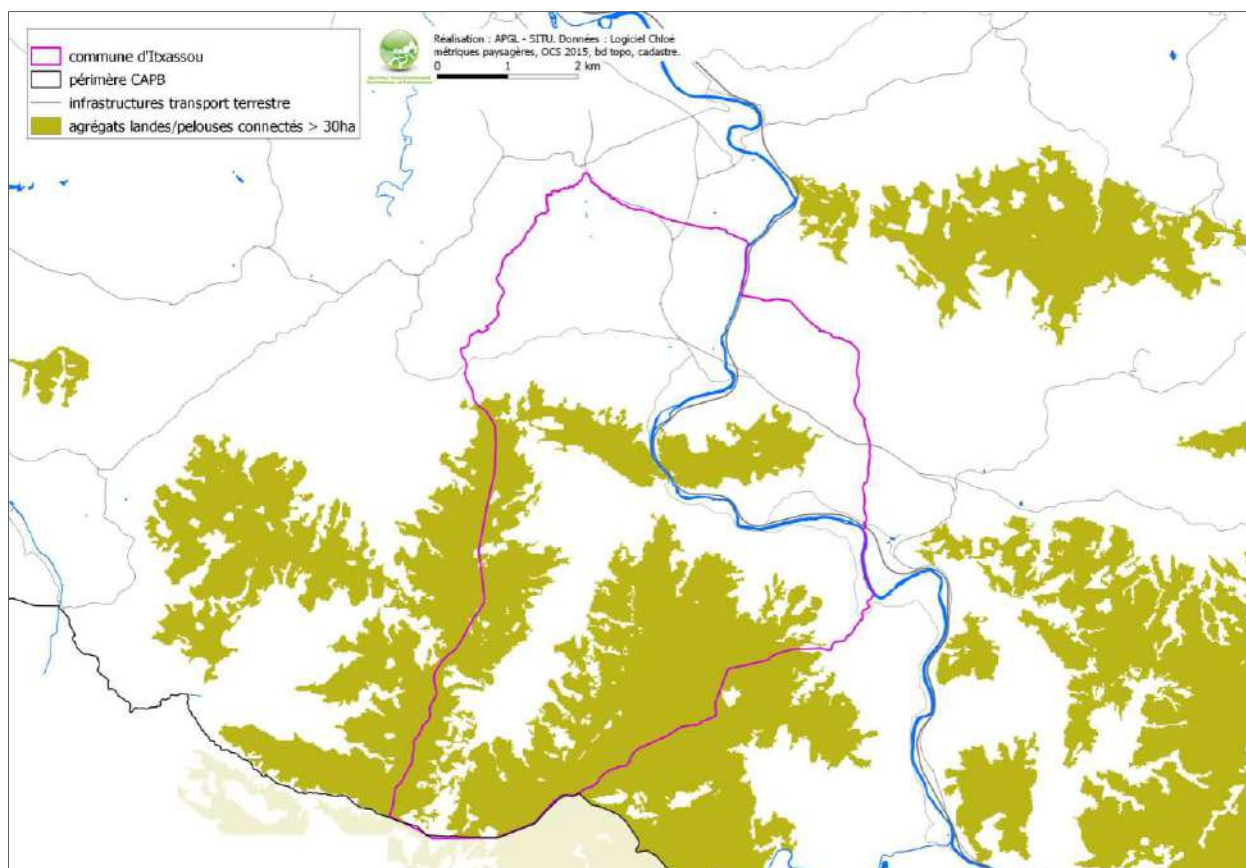 Réalisation : APGL - SITU. Données : Logiciel Chloé
métriques paysagères, OCS 2015, bd topo, cadastre.
0 1 2 km
commune d'Itxassou
périmère CAPB
infrastructures transport terrestre
agrégats landes/pelouses connectés > 30ha